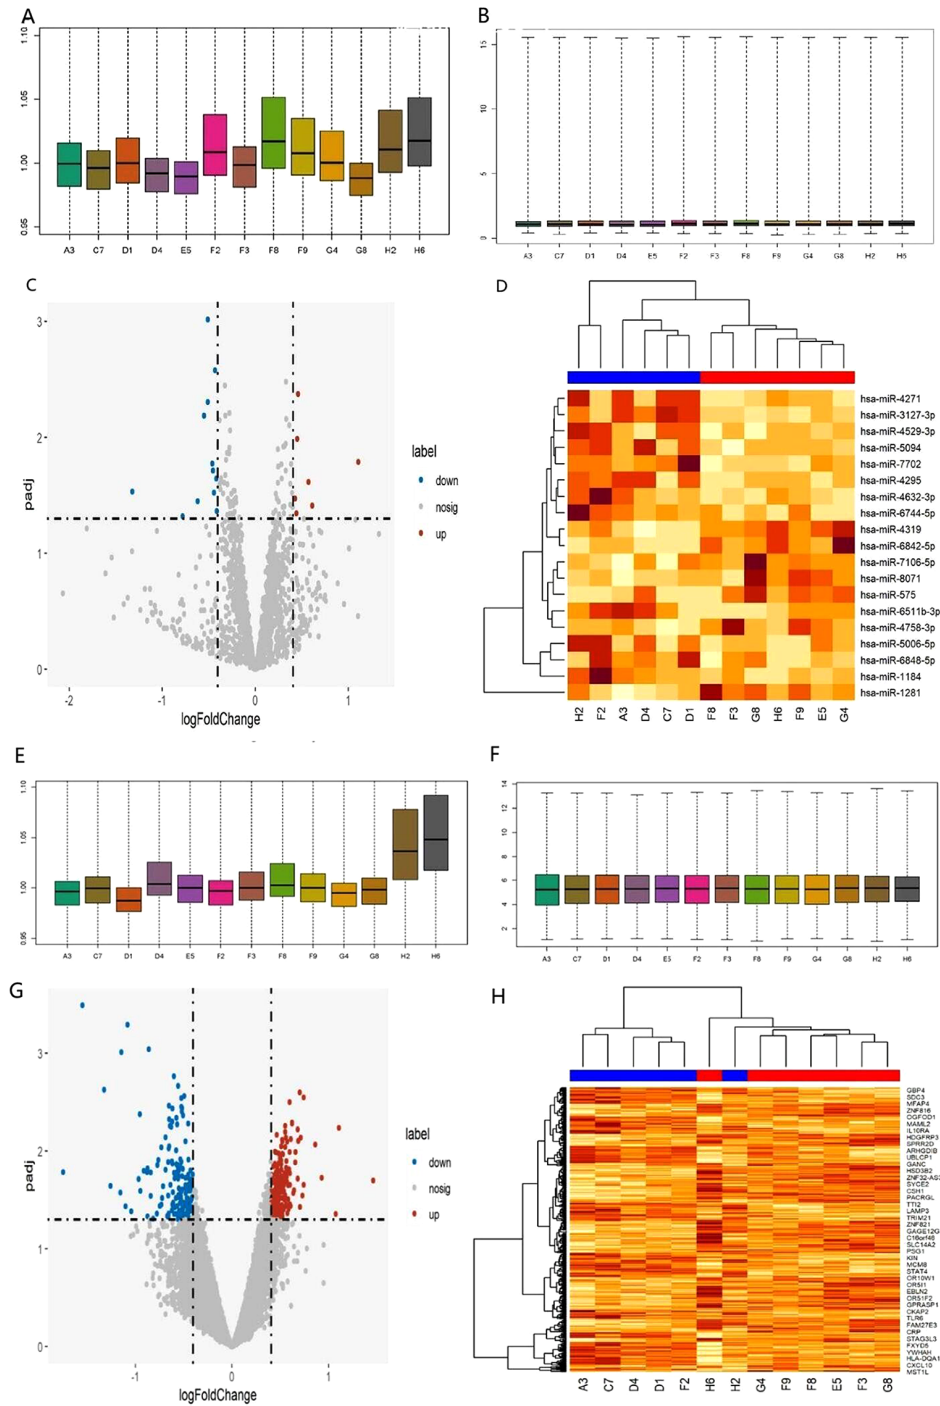 A
1.10
1.05
1.00
0.95
A3 C7 D1 D4 E5 F2 F3 F8 F9 G4 G8 H2 H6
B
15
10
5
0
A3 C7 D1 D4 E5 F2 F3 F8 F9 G4 G8 H2 H5
C
3
2
1
0
padj
-2 -1 0 1
logFoldChange
label
down
nosig
up
D
hsa-miR-4271
hsa-miR-3127-3p
hsa-miR-4529-3p
hsa-miR-5094
hsa-miR-7702
hsa-miR-4295
hsa-miR-4632-3p
hsa-miR-6744-5p
hsa-miR-4319
hsa-miR-6842-5p
hsa-miR-7106-5p
hsa-miR-8071
hsa-miR-575
hsa-miR-6511b-3p
hsa-miR-4758-3p
hsa-miR-5006-5p
hsa-miR-6848-5p
hsa-miR-1184
hsa-miR-1281
H2 F2 A3 D4 C7 D1 F8 F3 G8 H6 F9 E5 G4
E
1.10
1.05
1.00
0.95
A3 C7 D1 D4 E5 F2 F3 F8 F9 G4 G8 H2 H6
F
14
12
10
8
6
4
2
A3 C7 D1 D4 E5 F2 F3 F8 F9 G4 G8 H2 H6
G
3
2
1
0
padj
-1 0 1
logFoldChange
label
down
nosig
up
H
GBP4
SDC3
MFAP4
ZNF816
OGFOD1
MAML2
IL10RA
HDGFRP3
SPRR2D
ARHGDIB
UBLCP1
GANC
HSD3B2
ZNF32-AS3
SYCE2
CSH1
PACRGL
TTI2
LAMP3
TRIM21
ZNF821
GAGE12G
C16orf46
SLC14A2
PSG1
KIN
MCM8
STAT4
OR10W1
OR5I1
EBLN2
OR51F2
GPRASP1
CKAP2
TLR6
FAM27E3
CRP
STAG3L3
FXYD5
YWHAH
HLA-DQA1
CXCL10
MST1L
A3 C7 D4 D1 F2 H6 H2 G4 F9 F8 E5 F3 G8